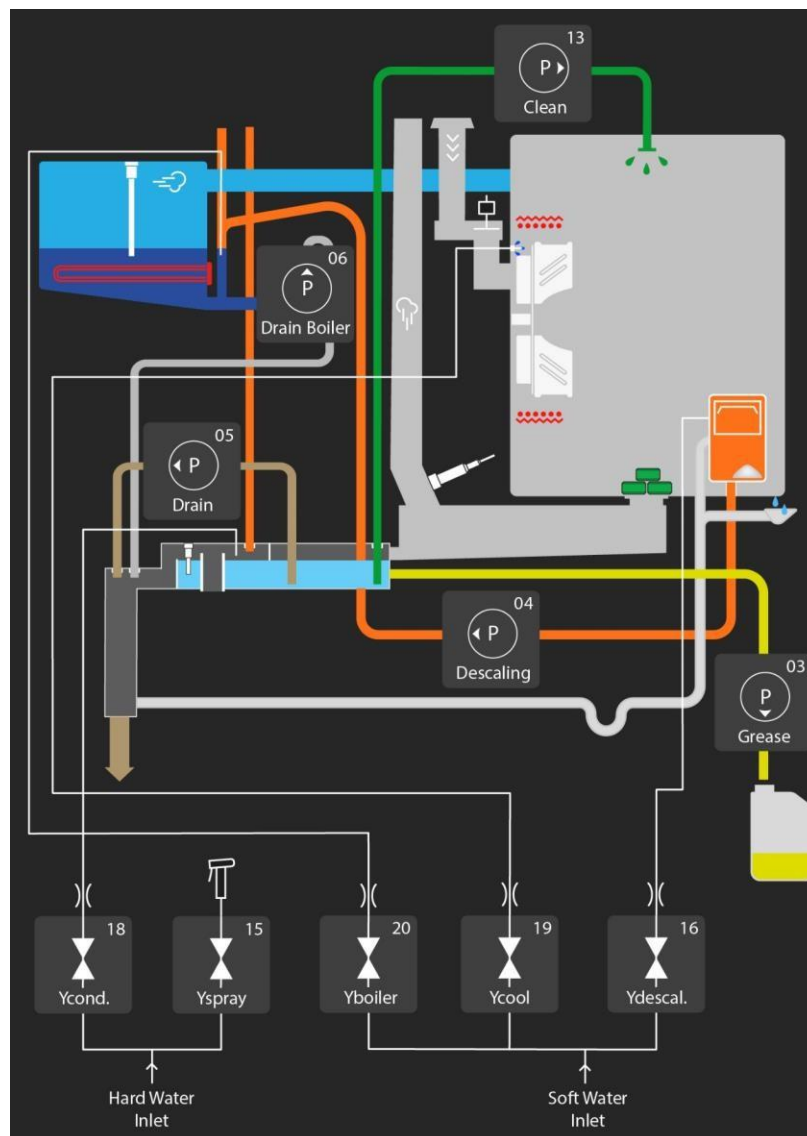 13
P
Clean
06
P
Drain Boiler
05
P
Drain
04
P
Descaling
03
P
Grease
18
Ycond.
15
Yspray
20
Yboiler
19
Ycool
16
Ydescal.
Hard Water
Inlet
Soft Water
Inlet